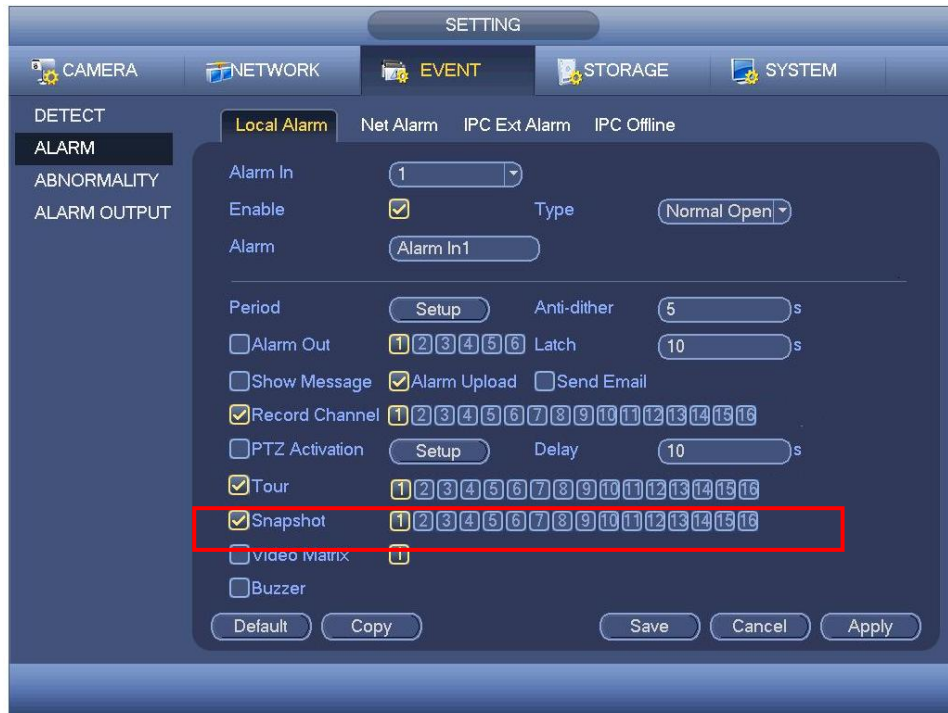 SETTING
CAMERA NETWORK EVENT STORAGE SYSTEM
DETECT
ALARM
ABNORMALITY
ALARM OUTPUT
Local Alarm Net Alarm IPC Ext Alarm IPC Offline
Alarm In 1
Enable Type Normal Open
Alarm Alarm In1
Period Setup Anti-dither 5 s
Alarm Out 1 2 3 4 5 6 Latch 10 s
Show Message Alarm Upload Send Email
Record Channel 1 2 3 4 5 6 7 8 9 10 11 12 13 14 15 16
PTZ Activation Setup Delay 10 s
Tour 1 2 3 4 5 6 7 8 9 10 11 12 13 14 15 16
Snapshot 1 2 3 4 5 6 7 8 9 10 11 12 13 14 15 16
Video Matrix 1
Buzzer
Default Copy Save Cancel Apply